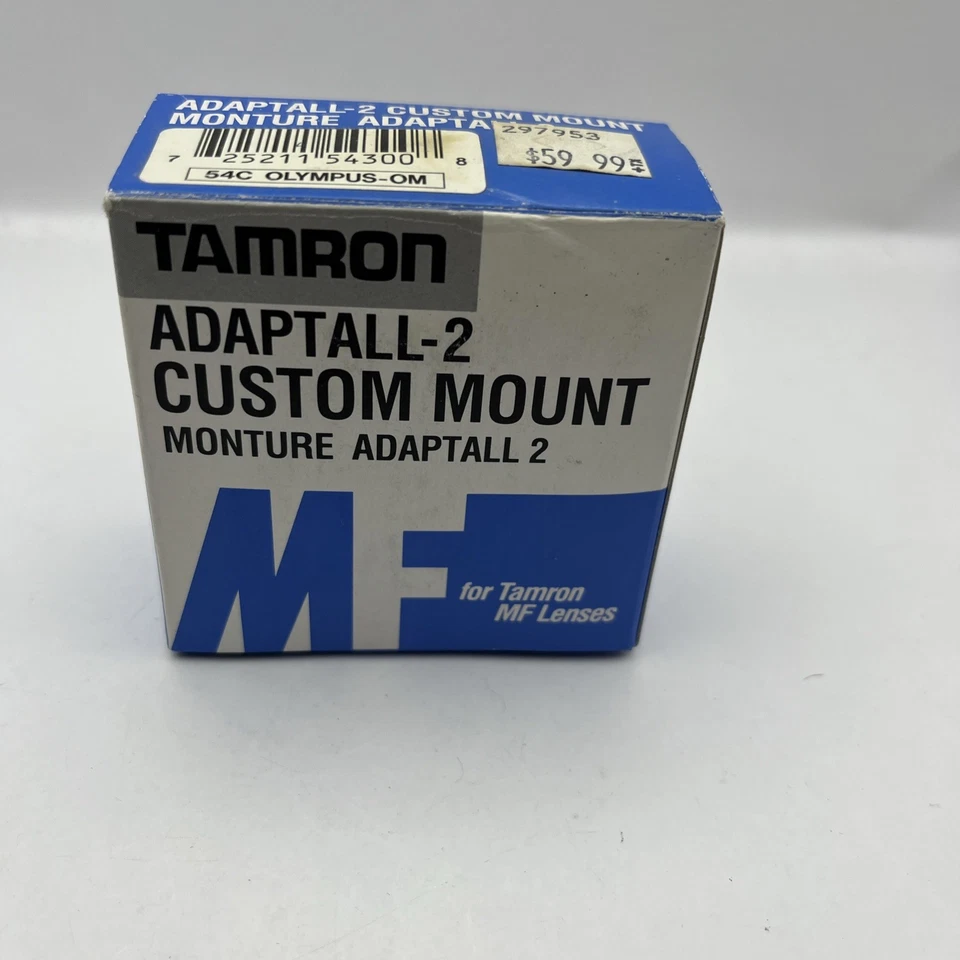 ADAPTALL-2 CUSTOM MOUNT
MONTURE ADAPTA
297953
$59 99
7 25211 54300 8
54C OLYMPUS-OM
TAMRON
ADAPTALL-2
CUSTOM MOUNT
MONTURE ADAPTALL 2
MF
for Tamron
MF Lenses